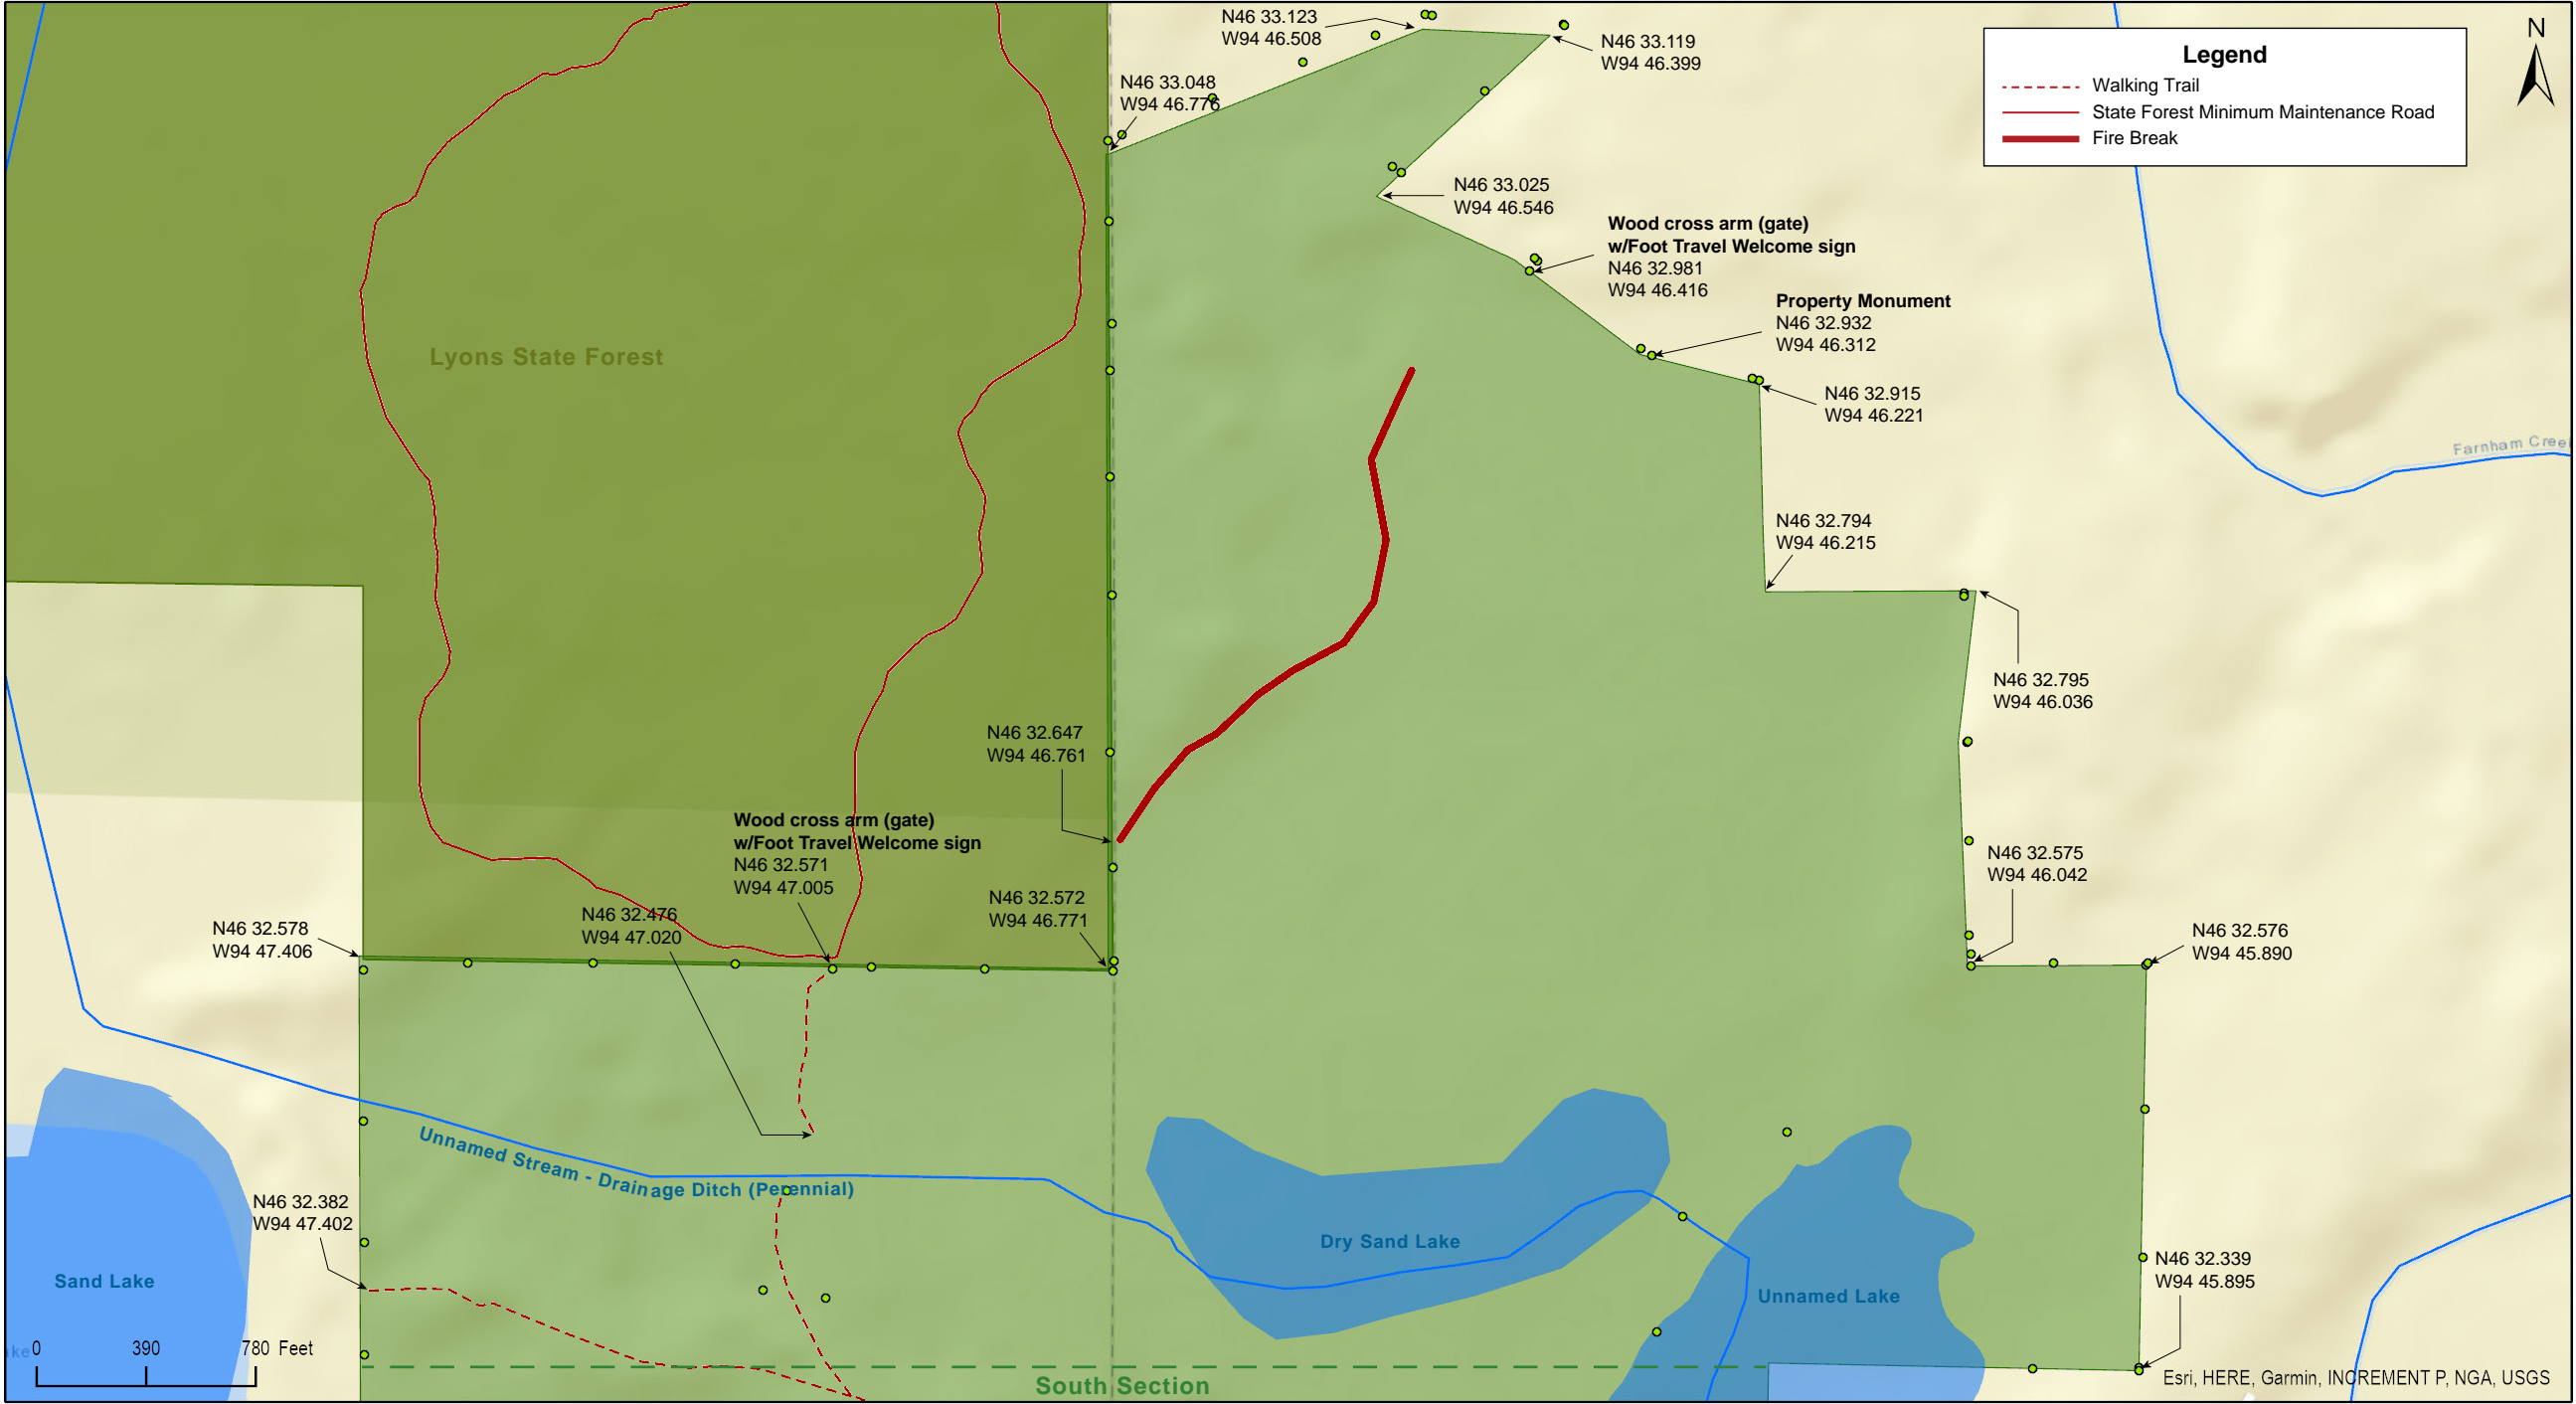 N46 33.123
W94 46.508
N46 33.119
W94 46.399
N46 33.048
W94 46.776
N
Legend
Walking Trail
State Forest Minimum Maintenance Road
Fire Break
N46 33.025
W94 46.546
Wood cross arm (gate)
w/Foot Travel Welcome sign
N46 32.981
W94 46.416
Property Monument
N46 32.932
W94 46.312
Lyons State Forest
N46 32.915
W94 46.221
Farnham Creek
N46 32.794
W94 46.215
N46 32.795
W94 46.036
N46 32.647
W94 46.761
Wood cross arm (gate)
w/Foot Travel Welcome sign
N46 32.571
W94 47.005
N46 32.575
W94 46.042
N46 32.572
W94 46.771
N46 32.476
W94 47.020
N46 32.578
W94 47.406
N46 32.576
W94 45.890
Unnamed Stream - Drainage Ditch (Perennial)
N46 32.382
W94 47.402
Dry Sand Lake
Sand Lake
Unnamed Lake
N46 32.339
W94 45.895
ke
0 390 780 Feet
South Section
Esri, HERE, Garmin, INCREMENT P, NGA, USGS